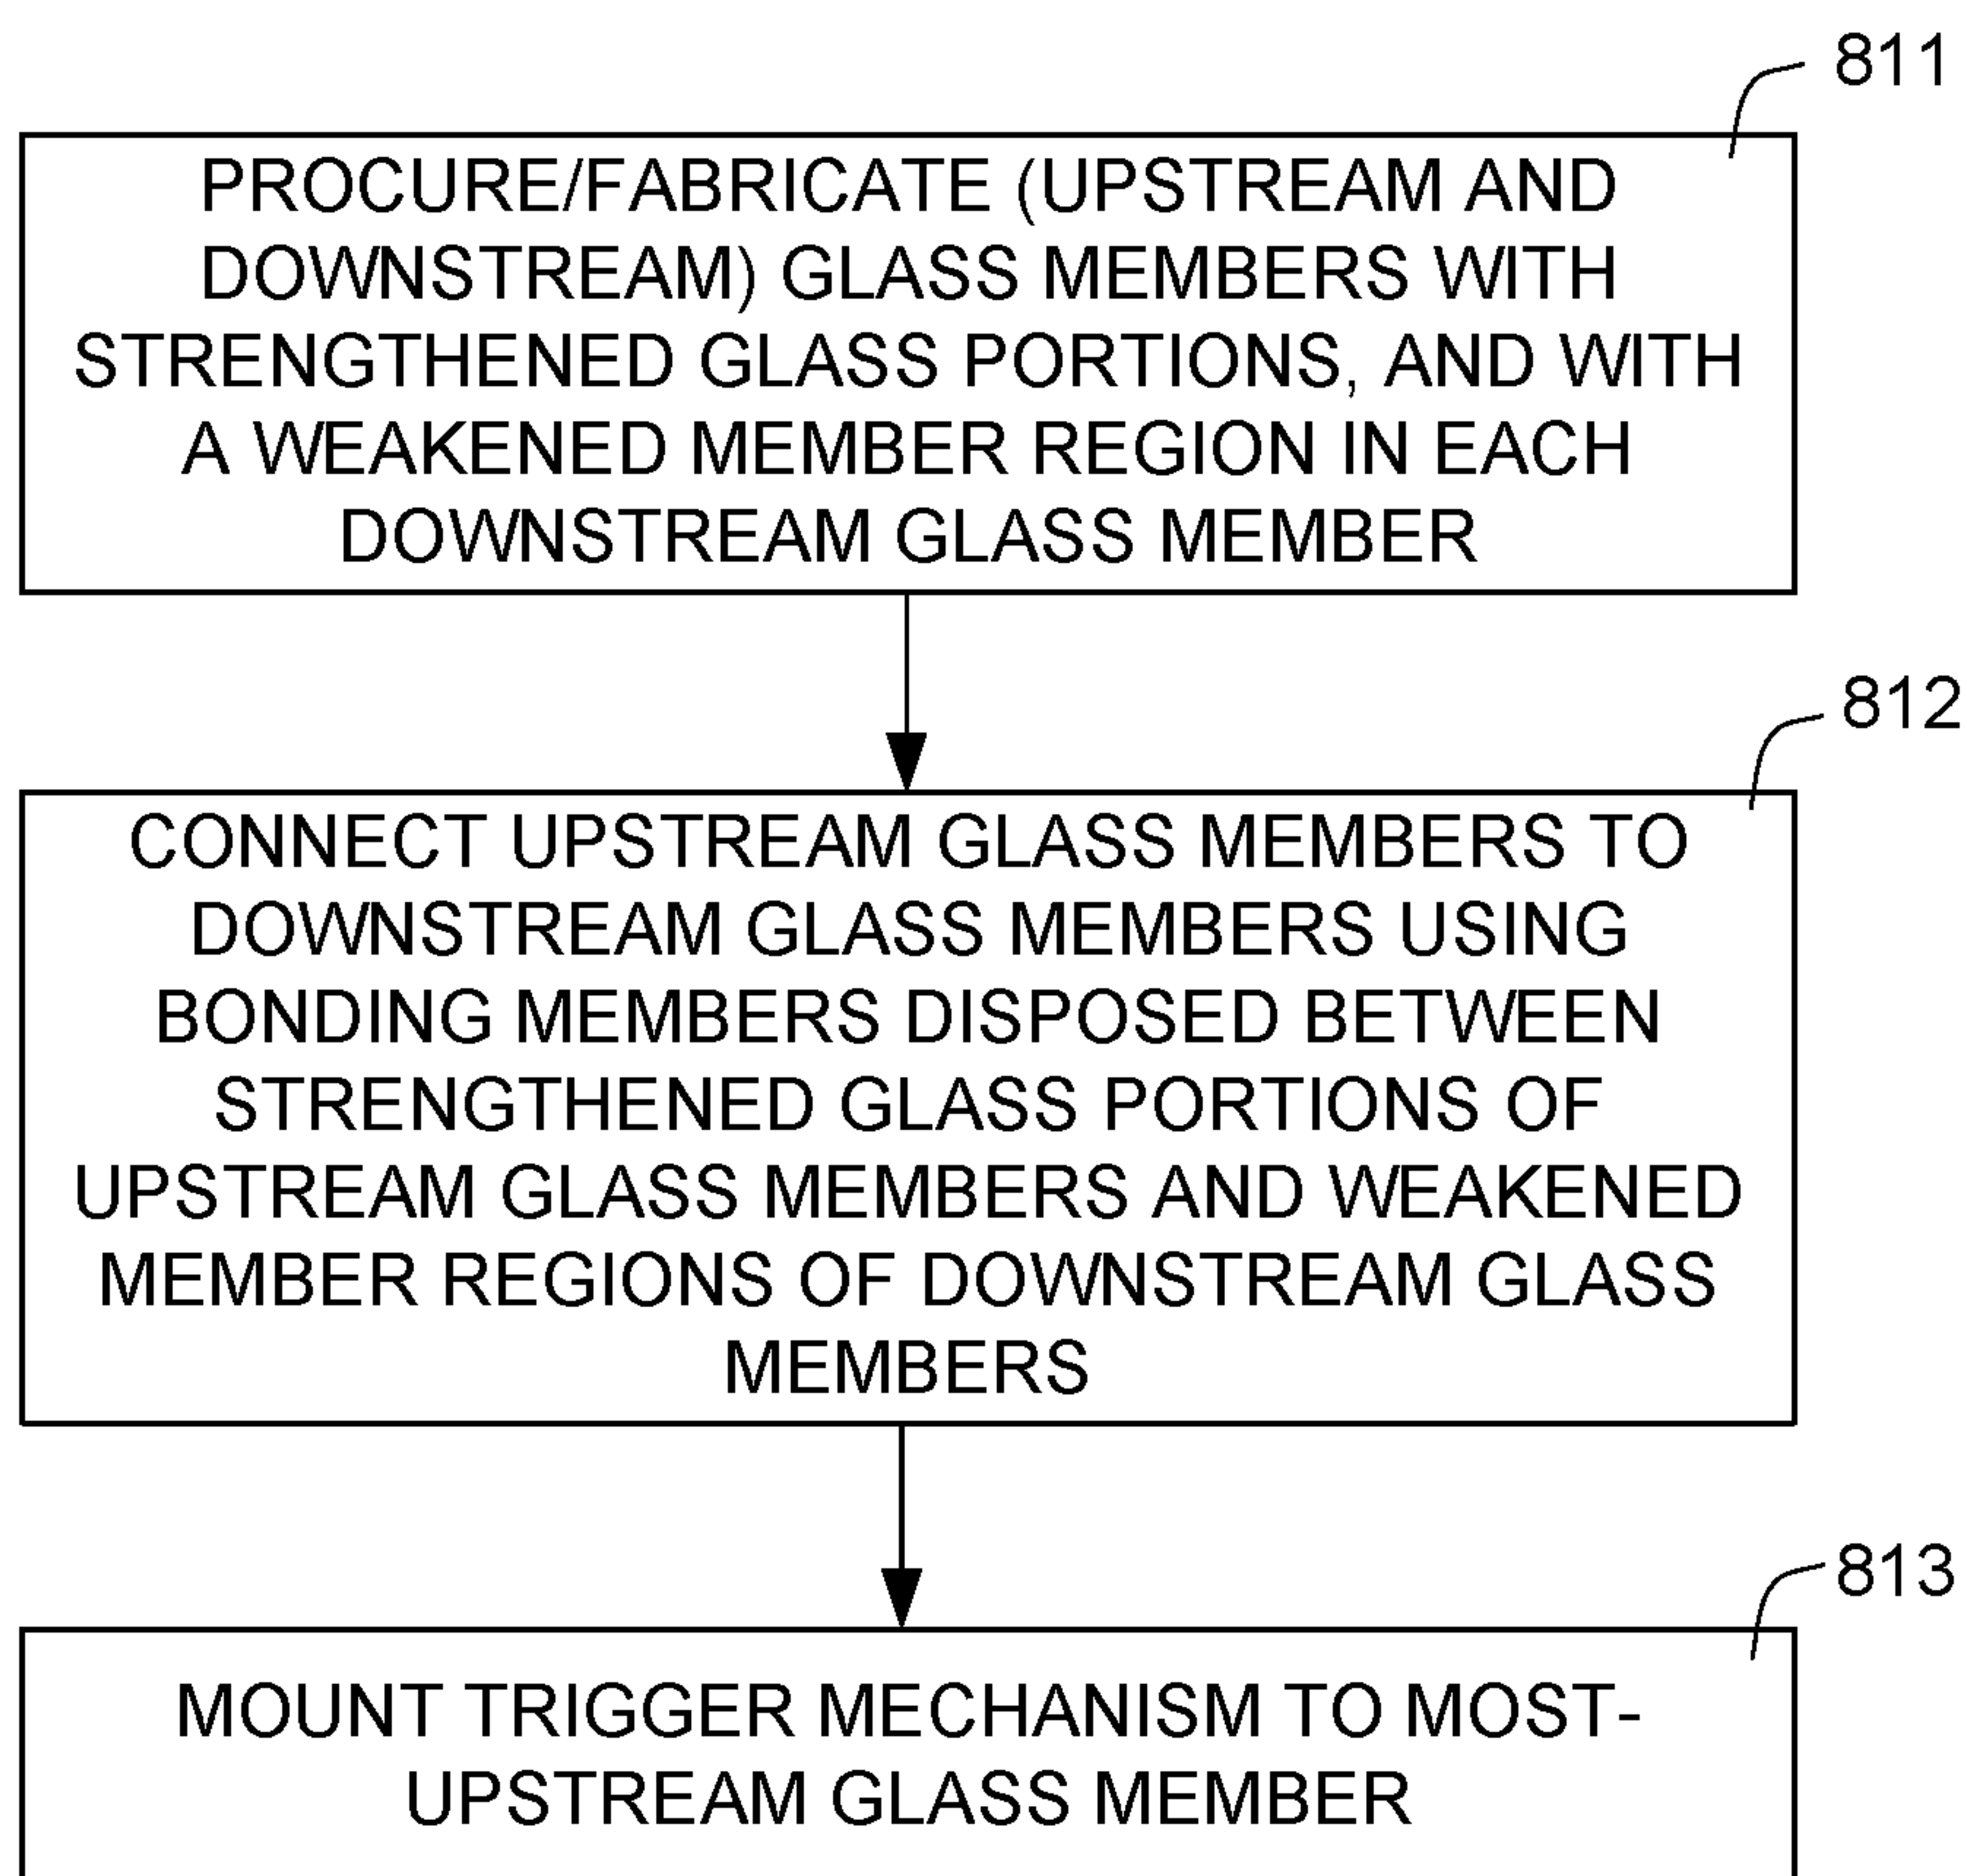 811
PROCURE/FABRICATE (UPSTREAM AND
DOWNSTREAM) GLASS MEMBERS WITH
STRENGTHENED GLASS PORTIONS, AND WITH
A WEAKENED MEMBER REGION IN EACH
DOWNSTREAM GLASS MEMBER
812
CONNECT UPSTREAM GLASS MEMBERS TO
DOWNSTREAM GLASS MEMBERS USING
BONDING MEMBERS DISPOSED BETWEEN
STRENGTHENED GLASS PORTIONS OF
UPSTREAM GLASS MEMBERS AND WEAKENED
MEMBER REGIONS OF DOWNSTREAM GLASS
MEMBERS
813
MOUNT TRIGGER MECHANISM TO MOST-
UPSTREAM GLASS MEMBER